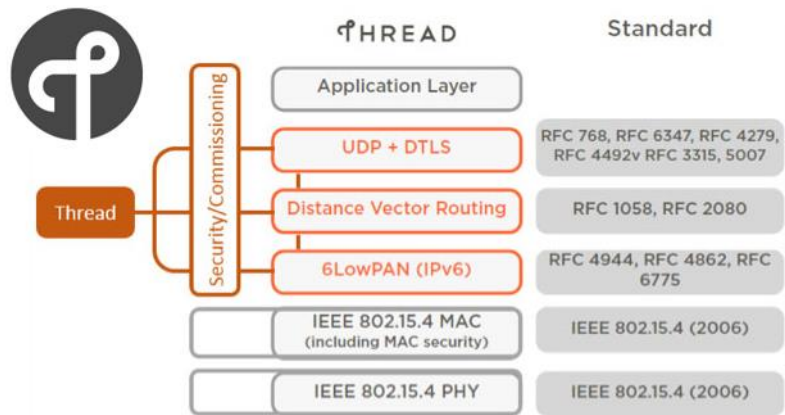 THREAD
Standard
Application Layer
Security/Commissioning
Thread
UDP + DTLS
RFC 768, RFC 6347, RFC 4279,
RFC 4492v RFC 3315, 5007
Distance Vector Routing
RFC 1058, RFC 2080
6LowPAN (IPv6)
RFC 4944, RFC 4862, RFC
6775
IEEE 802.15.4 MAC
(including MAC security)
IEEE 802.15.4 (2006)
IEEE 802.15.4 PHY
IEEE 802.15.4 (2006)